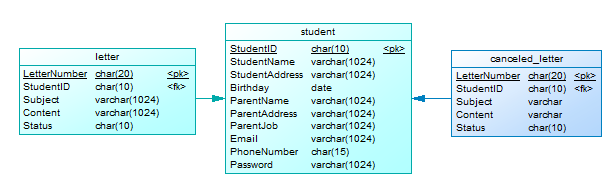 letter
LetterNumber char(20) <pk>
StudentID char(10) <fk>
Subject varchar(1024)
Content varchar(1024)
Status char(10)
student
StudentID char(10) <pk>
StudentName varchar(1024)
StudentAddress varchar(1024)
Birthday date
ParentName varchar(1024)
ParentAddress varchar(1024)
ParentJob varchar(1024)
Email varchar(1024)
PhoneNumber char(15)
Password varchar(1024)
canceled_letter
LetterNumber char(20) <pk>
StudentID char(10) <fk>
Subject varchar
Content varchar
Status char(10)